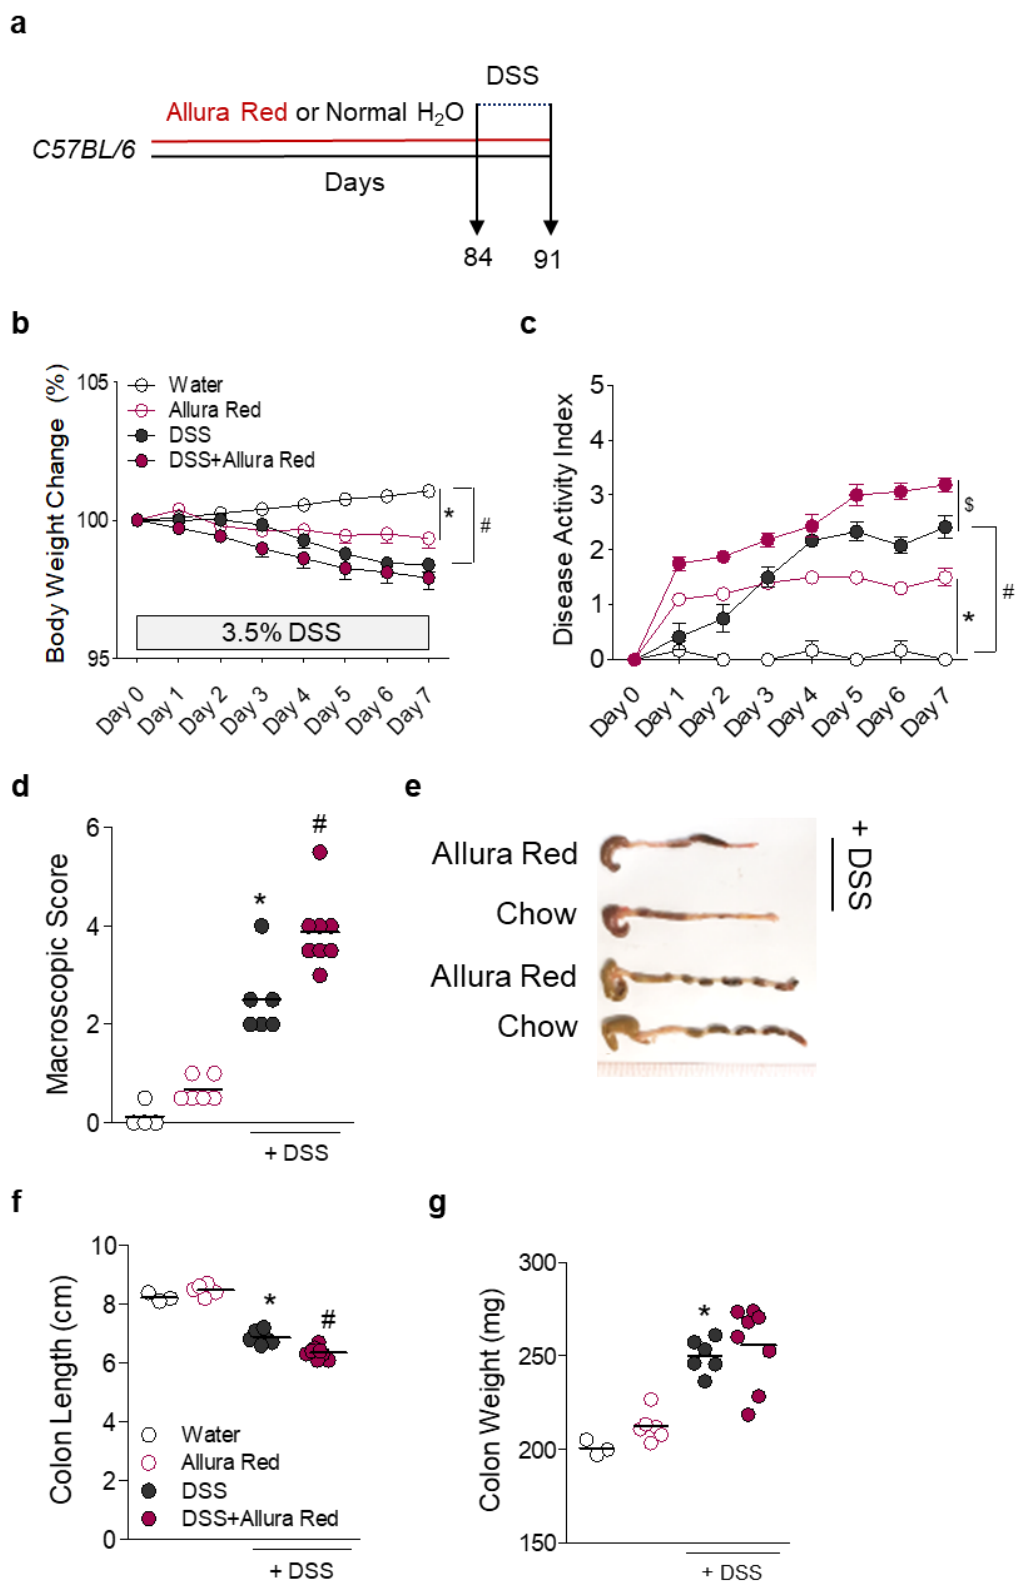 a
DSS
Allura Red or Normal H₂O
C57BL/6
Days
84 91
b
Body Weight Change (%)
105
100
95
Water
Allura Red
DSS
DSS+Allura Red
*
#
3.5% DSS
Day 0 Day 1 Day 2 Day 3 Day 4 Day 5 Day 6 Day 7
c
Disease Activity Index
5
4
3
2
1
0
$
#
*
Day 0 Day 1 Day 2 Day 3 Day 4 Day 5 Day 6 Day 7
d
Macroscopic Score
6
4
2
0
*
#
+ DSS
e
Allura Red
Chow
Allura Red
Chow
+ DSS
f
Colon Length (cm)
10
8
6
4
2
0
*
#
Water
Allura Red
DSS
DSS+Allura Red
+ DSS
g
Colon Weight (mg)
300
250
200
150
*
+ DSS